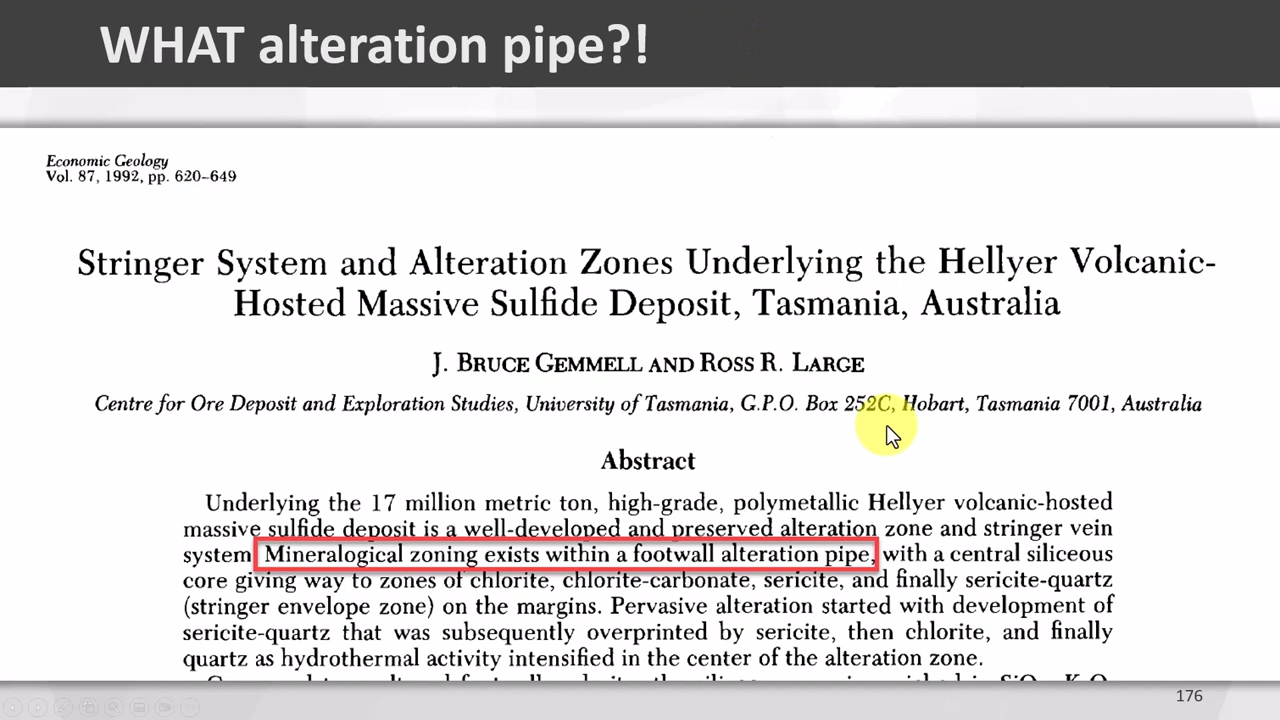 WHAT alteration pipe?!
Economic Geology
Vol. 87, 1992, pp. 620–649
Stringer System and Alteration Zones Underlying the Hellyer Volcanic-
Hosted Massive Sulfide Deposit, Tasmania, Australia
J. BRUCE GEMMELL AND ROSS R. LARGE
Centre for Ore Deposit and Exploration Studies, University of Tasmania, G.P.O. Box 252C, Hobart, Tasmania 7001, Australia
Abstract
Underlying the 17 million metric ton, high-grade, polymetallic Hellyer volcanic-hosted
massive sulfide deposit is a well-developed and preserved alteration zone and stringer vein
system Mineralogical zoning exists within a footwall alteration pipe, with a central siliceous
core giving way to zones of chlorite, chlorite-carbonate, sericite, and finally sericite-quartz
(stringer envelope zone) on the margins. Pervasive alteration started with development of
sericite-quartz that was subsequently overprinted by sericite, then chlorite, and finally
quartz as hydrothermal activity intensified in the center of the alteration zone.
176